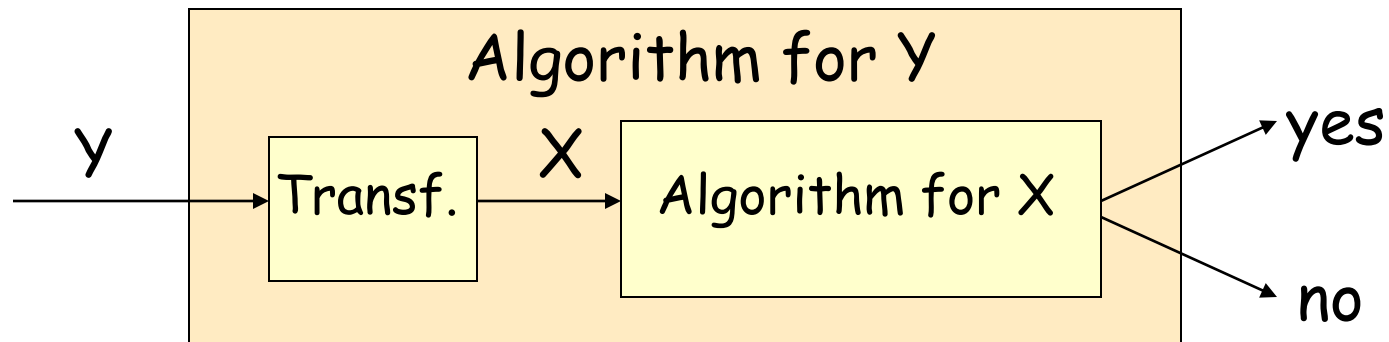 Algorithm for Y
Y
Transf.
X
Algorithm for X
yes
no